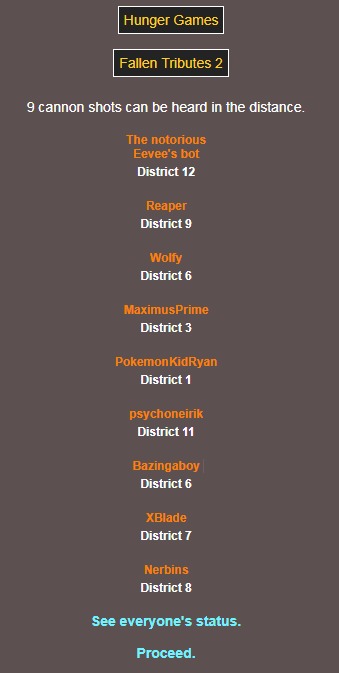 Hunger Games
Fallen Tributes 2
9 cannon shots can be heard in the distance.
The notorious
Eevee's bot
District 12
Reaper
District 9
Wolfy
District 6
MaximusPrime
District 3
PokemonKidRyan
District 1
psychoneirik
District 11
Bazingaboy
District 6
XBlade
District 7
Nerbins
District 8
See everyone's status.
Proceed.